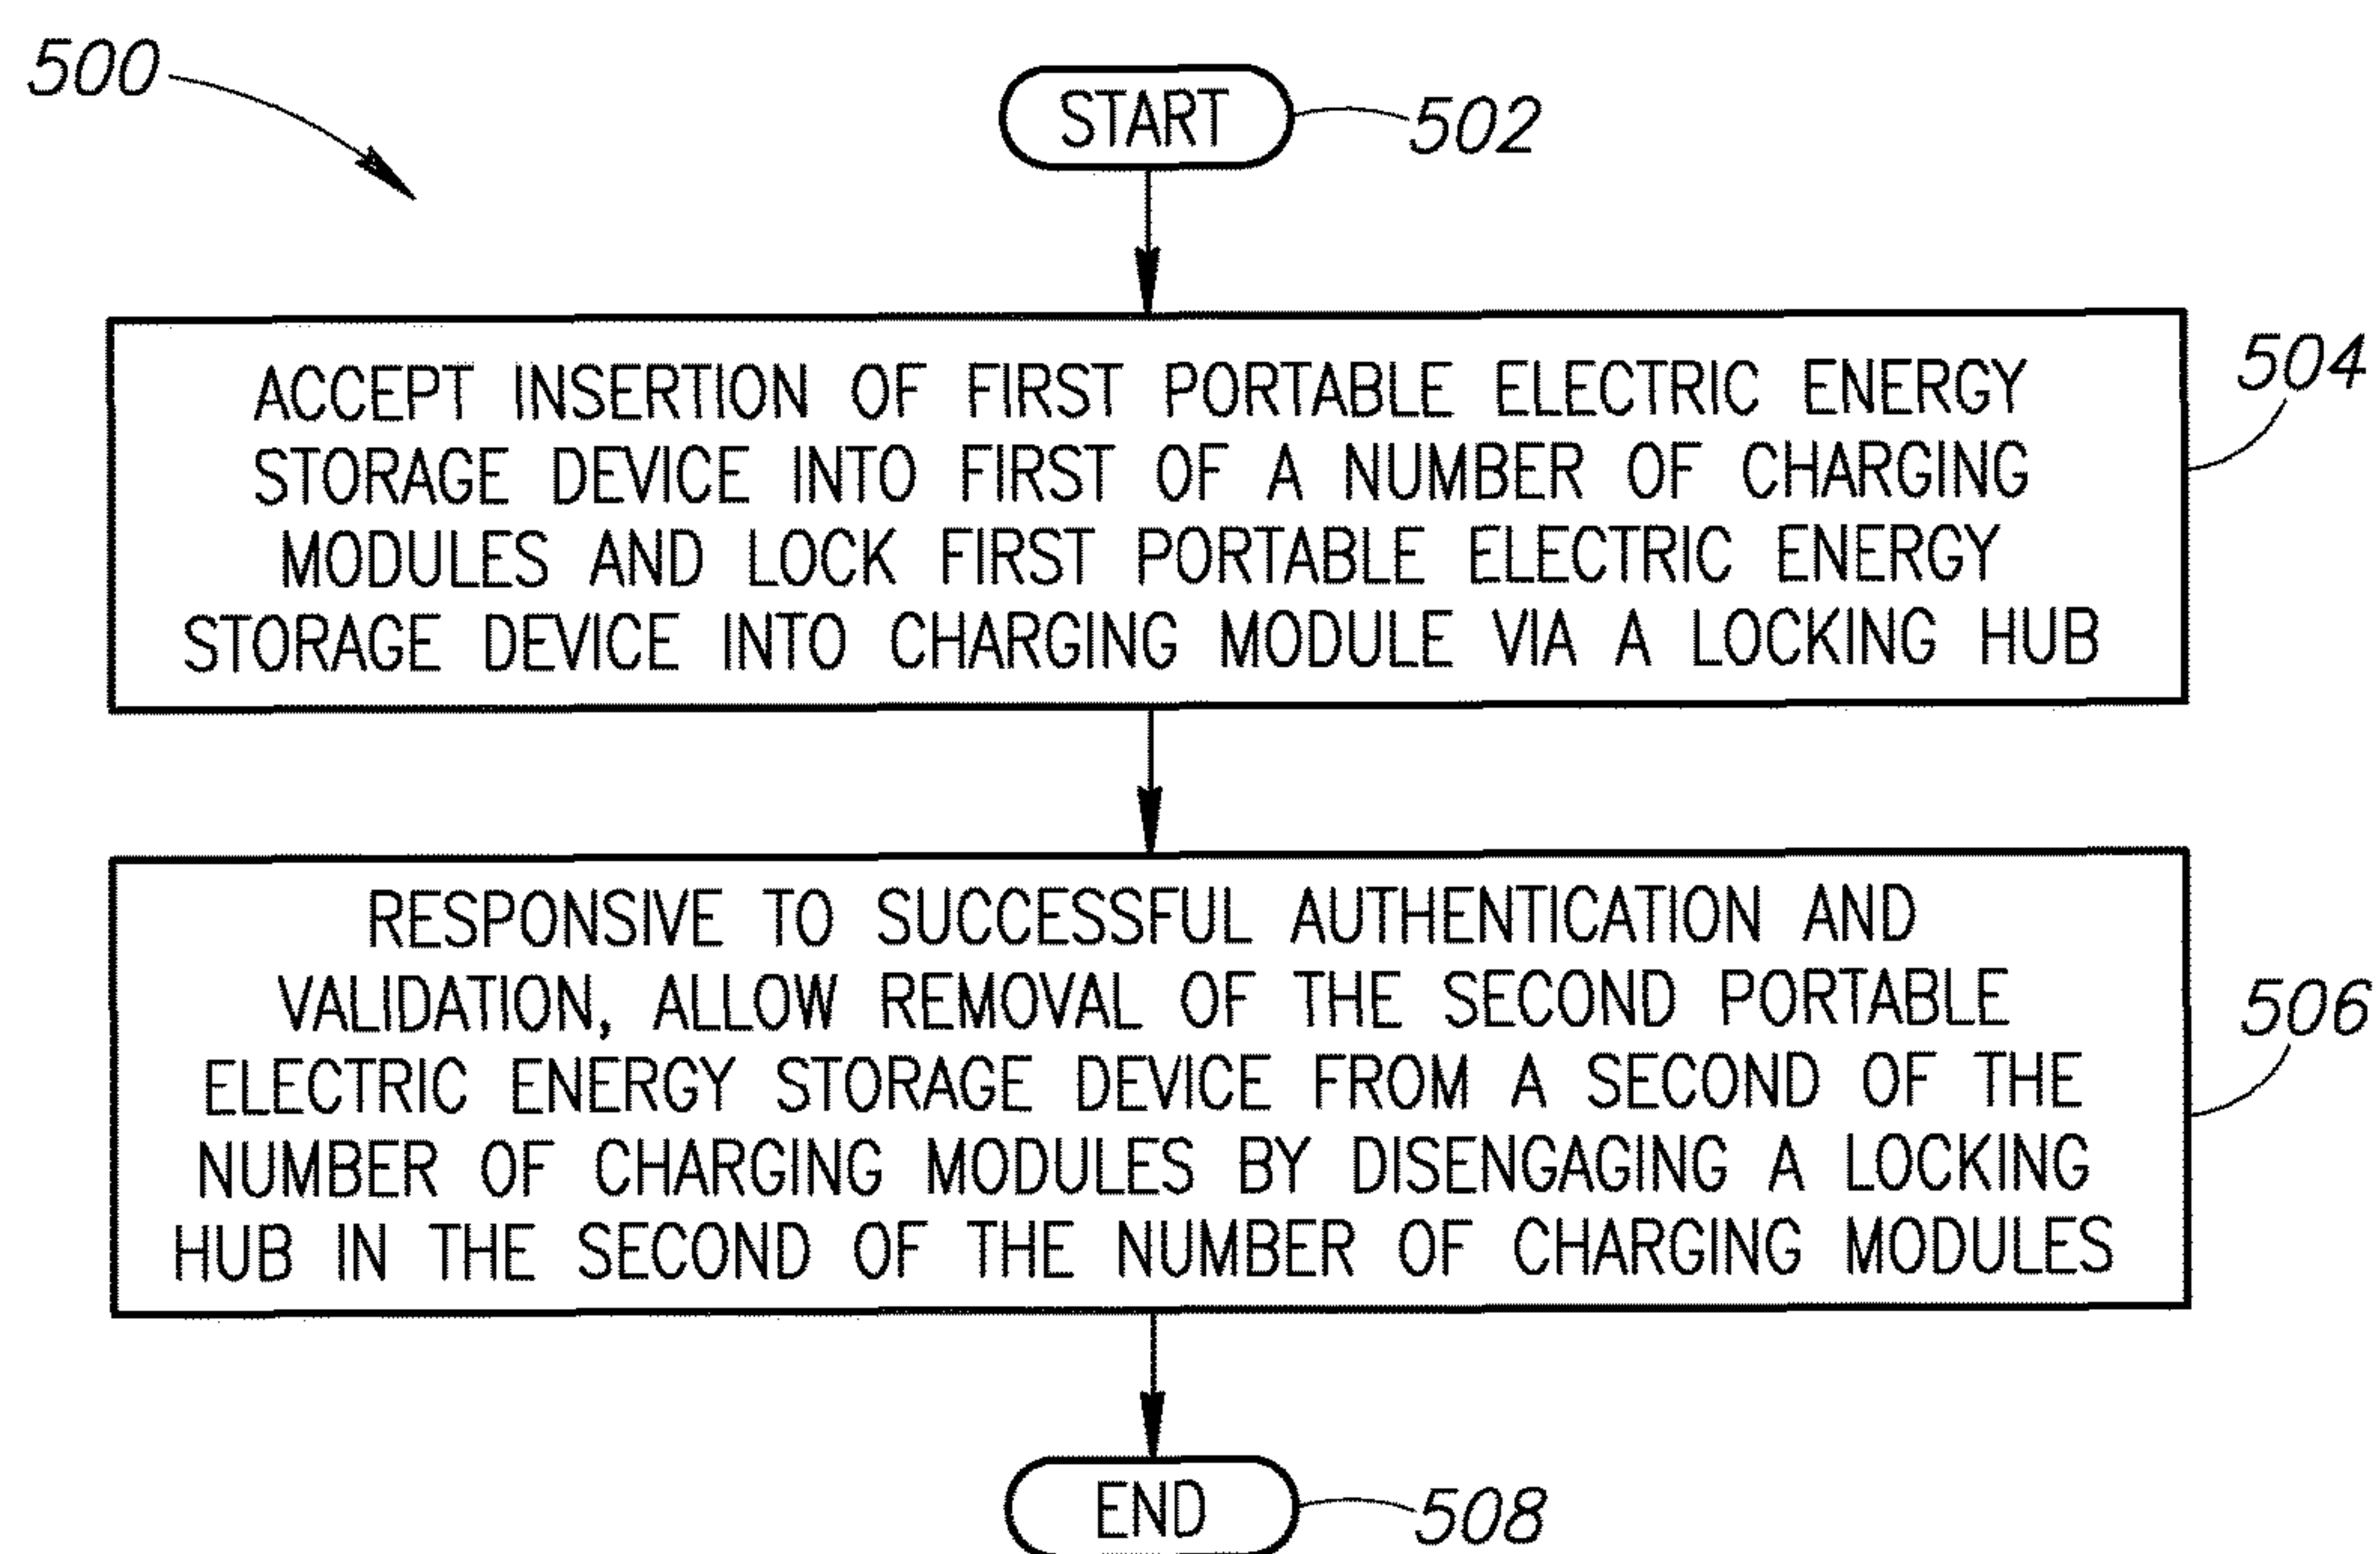 500
START
502
ACCEPT INSERTION OF FIRST PORTABLE ELECTRIC ENERGY
STORAGE DEVICE INTO FIRST OF A NUMBER OF CHARGING
MODULES AND LOCK FIRST PORTABLE ELECTRIC ENERGY
STORAGE DEVICE INTO CHARGING MODULE VIA A LOCKING HUB
504
RESPONSIVE TO SUCCESSFUL AUTHENTICATION AND
VALIDATION, ALLOW REMOVAL OF THE SECOND PORTABLE
ELECTRIC ENERGY STORAGE DEVICE FROM A SECOND OF THE
NUMBER OF CHARGING MODULES BY DISENGAGING A LOCKING
HUB IN THE SECOND OF THE NUMBER OF CHARGING MODULES
506
END
508